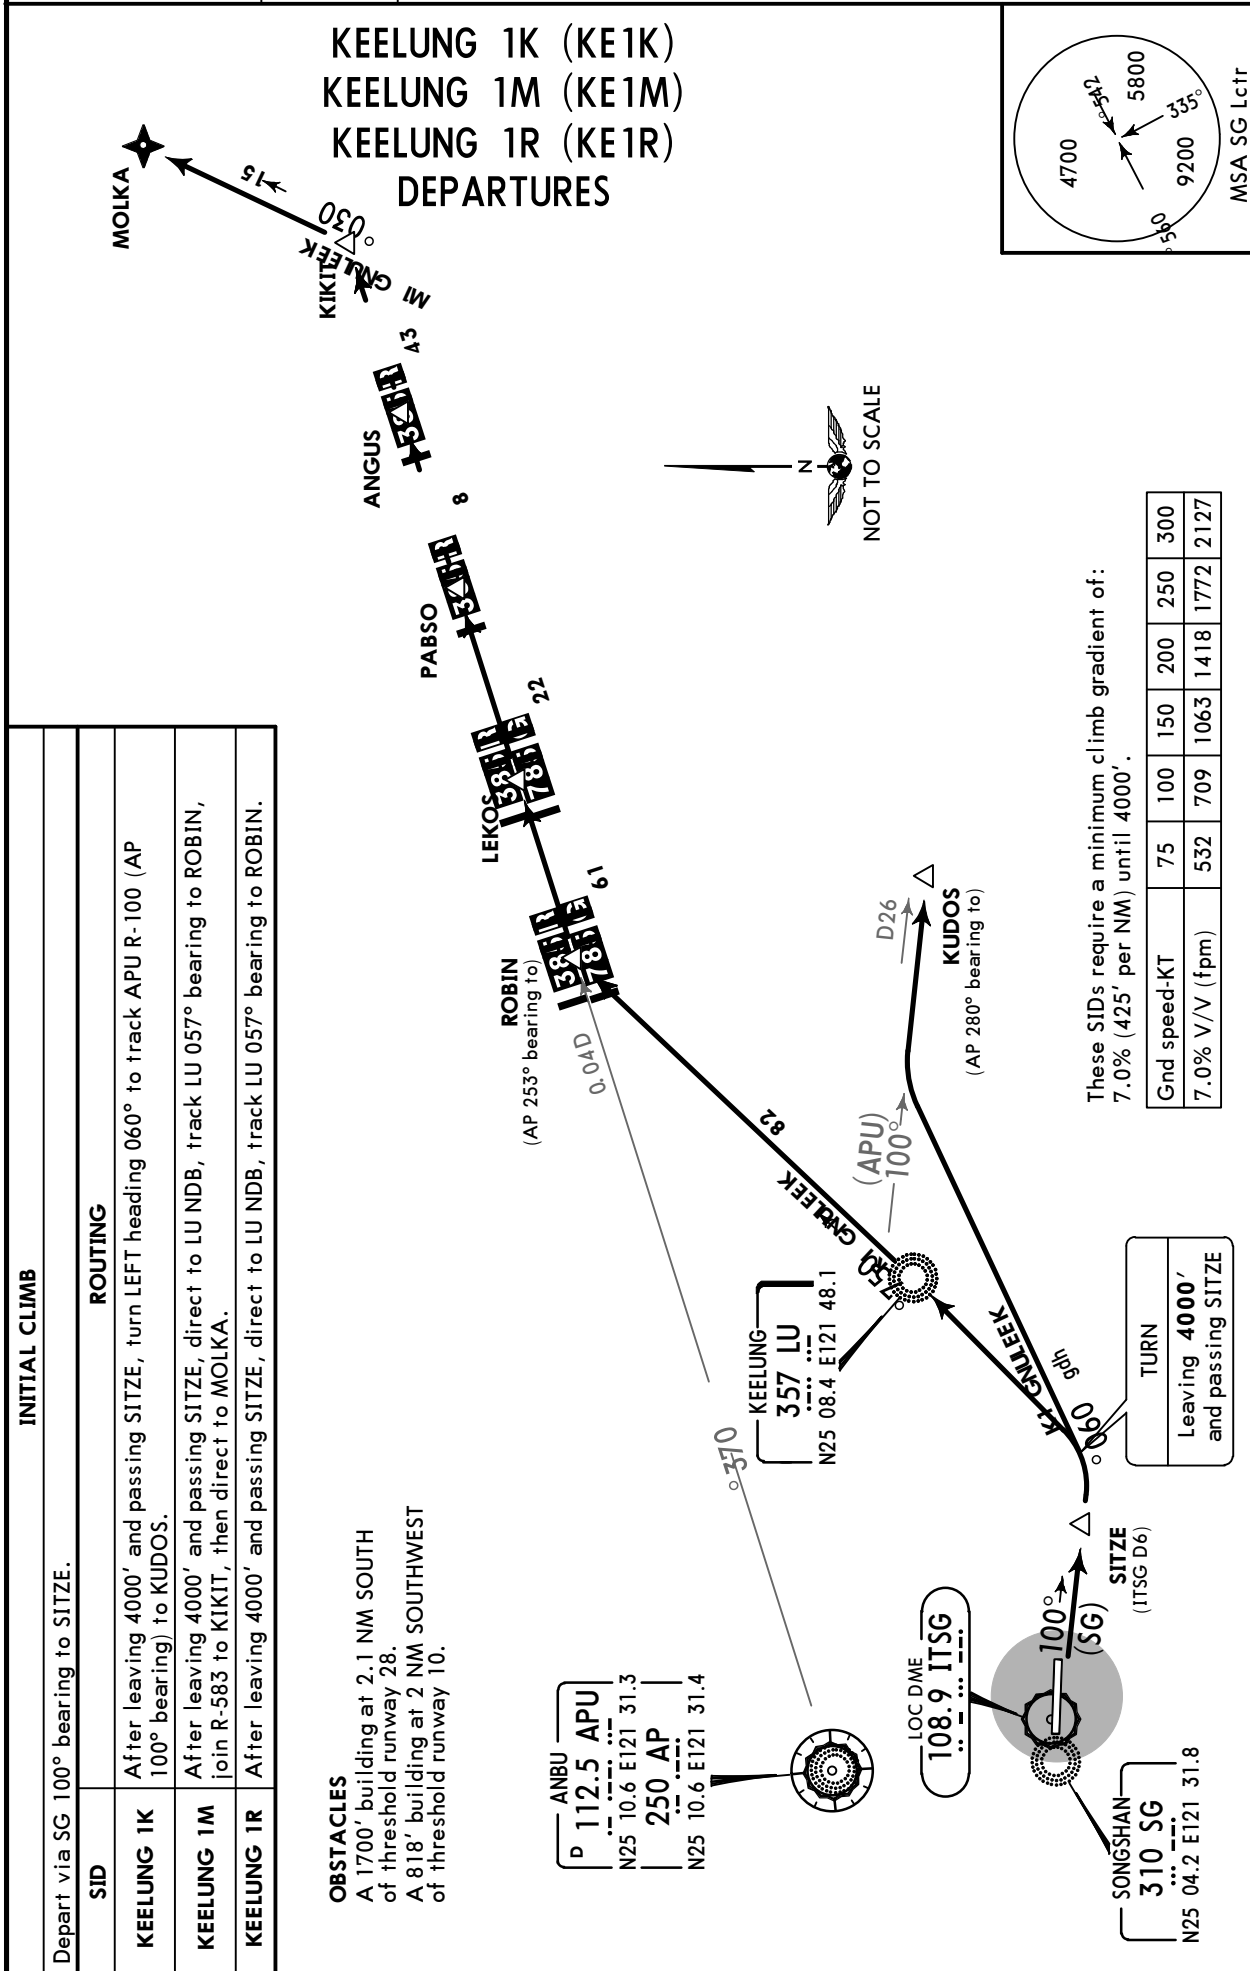 KEELUNG 1K (KE1K)
KEELUNG 1M (KE1M)
KEELUNG 1R (KE1R)
DEPARTURES
5800
4700
9200
335°
MSA SG Lctr
MOLKA
15
030°
KIKIT
KEELUNG
1M
43
ANGUS
8
PABSO
22
LEKOS
19
ROBIN
(AP 253° bearing to)
28
KEELUNG
N
NOT TO SCALE
INITIAL CLIMB
Depart via SG 100° bearing to SITZE.
SID
ROUTING
KEELUNG 1K
After leaving 4000' and passing SITZE, turn LEFT heading 060° to track APU R-100 (AP
100° bearing) to KUDOS.
KEELUNG 1M
After leaving 4000' and passing SITZE, direct to LU NDB, track LU 057° bearing to ROBIN,
join R-583 to KIKIT, then direct to MOLKA.
KEELUNG 1R
After leaving 4000' and passing SITZE, direct to LU NDB, track LU 057° bearing to ROBIN.
OBSTACLES
A 1700' building at 2.1 NM SOUTH
of threshold runway 28.
A 818' building at 2 NM SOUTHWEST
of threshold runway 10.
(APU)
100°
D26
KUDOS
(AP 280° bearing to)
KEELUNG
357 LU
N25 08.4 E121 48.1
ANBU
D 112.5 APU
N25 10.6 E121 31.3
250 AP
N25 10.6 E121 31.4
LOC DME
108.9 ITSG
100°
(SG)
SITZE
(ITSG D6)
KEELUNG 1K
hdg
060°
TURN
Leaving 4000'
and passing SITZE
SONGSHAN
310 SG
N25 04.2 E121 31.8
These SIDs require a minimum climb gradient of:
7.0% (425' per NM) until 4000'.
Gnd speed-KT 75 100 150 200 250 300
7.0% V/V (fpm) 532 709 1063 1418 1772 2127